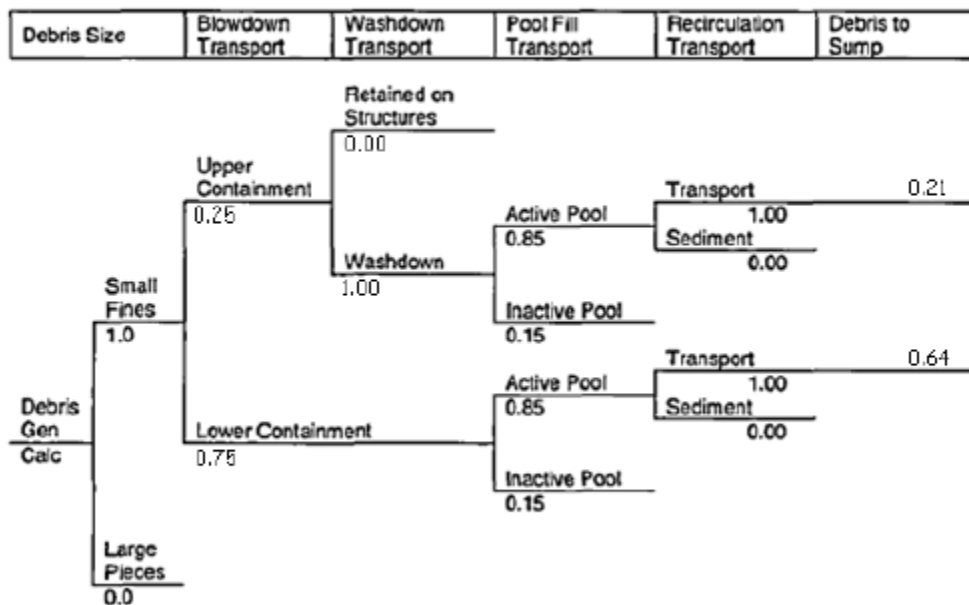 Debris Size
Blowdown
Transport
Washdown
Transport
Pool Fill
Transport
Recirculation
Transport
Debris to
Sump
Retained on
Structures
0.00
Upper
Containment
0.25
Transport
0.21
1.00
Active Pool
0.85
Sediment
0.00
Washdown
1.00
Small
Fines
1.0
Inactive Pool
0.15
Transport
0.64
1.00
Active Pool
0.85
Sediment
0.00
Debris
Gen
Calc
Lower Containment
0.75
Inactive Pool
0.15
Large
Pieces
0.0